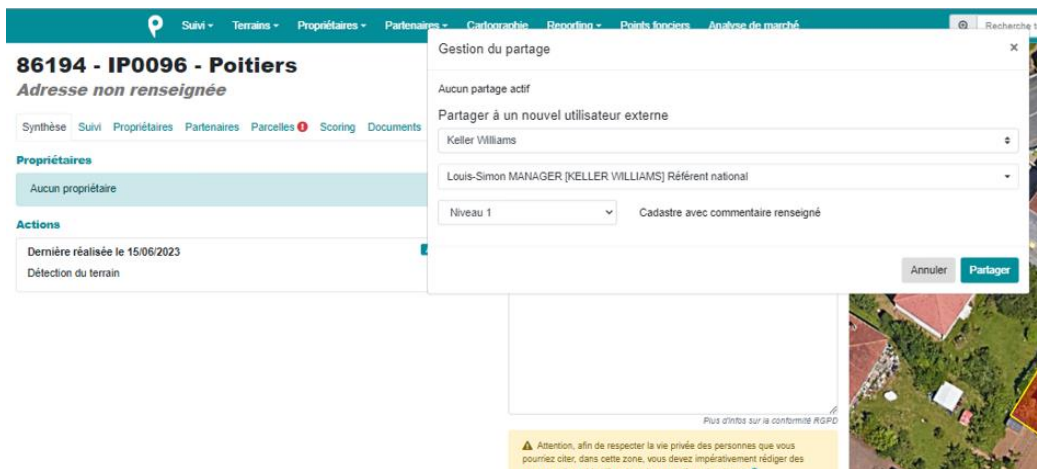 Suivi Terrains Propriétaires Partenaires Cartographie Reporting Points fonciers Analyse de marché Recherche
86194 - IP0096 - Poitiers
Adresse non renseignée
Synthèse Suivi Propriétaires Partenaires Parcelles Scoring Documents
Propriétaires
Aucun propriétaire
Actions
Dernière réalisée le 15/06/2023
Détection du terrain
Gestion du partage ×
Aucun partage actif
Partager à un nouvel utilisateur externe
Keller Williams
Louis-Simon MANAGER [KELLER WILLIAMS] Référent national
Niveau 1 Cadastre avec commentaire renseigné
Annuler Partager
Plus d'infos sur la conformité RGPD
Attention, afin de respecter la vie privée des personnes que vous
pourriez citer, dans cette zone, vous devez impérativement rédiger des